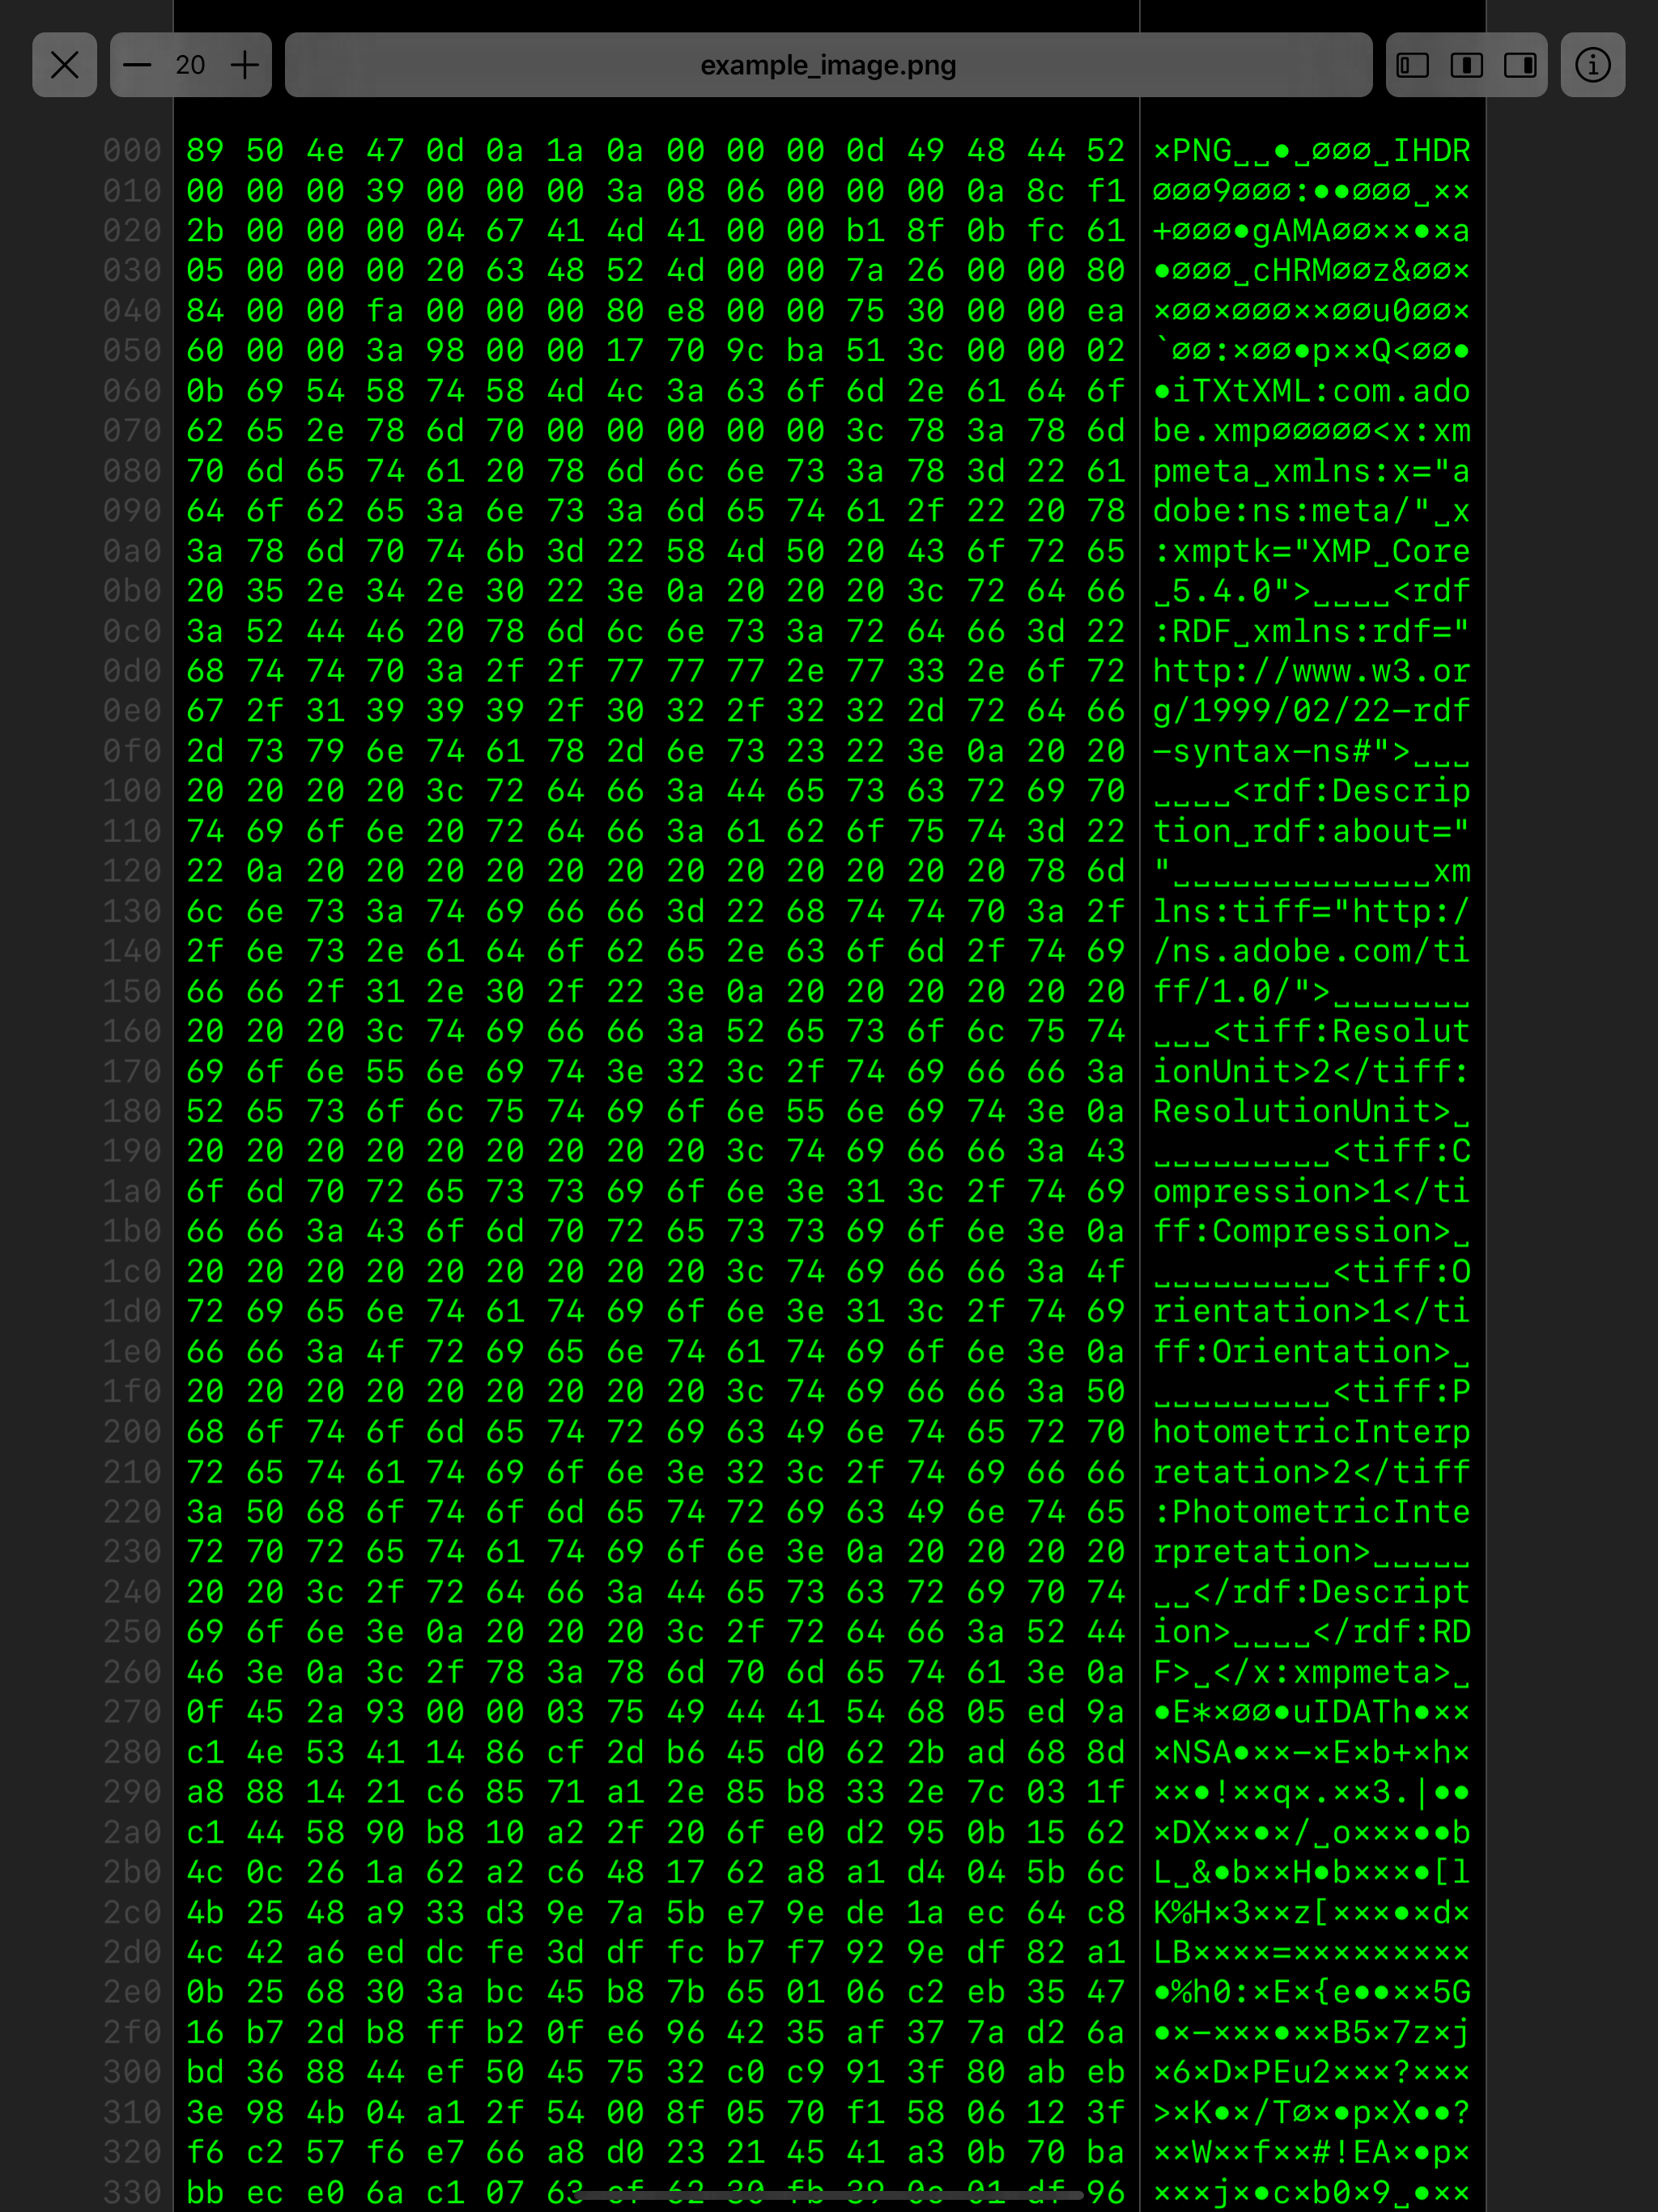 20 example_image.png
000 89 50 4e 47 0d 0a 1a 0a 00 00 00 0d 49 48 44 52 ×PNG␣␣•␣∅∅∅␣IHDR
010 00 00 00 39 00 00 00 3a 08 06 00 00 00 0a 8c f1 ∅∅∅9∅∅∅:••∅∅∅␣××
020 2b 00 00 00 04 67 41 4d 41 00 00 b1 8f 0b fc 61 +∅∅∅•gAMA∅∅××•×a
030 05 00 00 00 20 63 48 52 4d 00 00 7a 26 00 00 80 •∅∅∅␣cHRM∅∅z&∅∅×
040 84 00 00 fa 00 00 00 80 e8 00 00 75 30 00 00 ea ×∅∅×∅∅∅××∅∅u0∅∅×
050 60 00 00 3a 98 00 00 17 70 9c ba 51 3c 00 00 02 `∅∅:×∅∅•p××Q<∅∅•
060 0b 69 54 58 74 58 4d 4c 3a 63 6f 6d 2e 61 64 6f •iTXtXML:com.ado
070 62 65 2e 78 6d 70 00 00 00 00 00 3c 78 3a 78 6d be.xmp∅∅∅∅∅<x:xm
080 70 6d 65 74 61 20 78 6d 6c 6e 73 3a 78 3d 22 61 pmeta␣xmlns:x="a
090 64 6f 62 65 3a 6e 73 3a 6d 65 74 61 2f 22 20 78 dobe:ns:meta/"␣x
0a0 3a 78 6d 70 74 6b 3d 22 58 4d 50 20 43 6f 72 65 :xmptk="XMP␣Core
0b0 20 35 2e 34 2e 30 22 3e 0a 20 20 20 3c 72 64 66 ␣5.4.0">␣␣␣␣<rdf
0c0 3a 52 44 46 20 78 6d 6c 6e 73 3a 72 64 66 3d 22 :RDF␣xmlns:rdf="
0d0 68 74 74 70 3a 2f 2f 77 77 77 2e 77 33 2e 6f 72 http://www.w3.or
0e0 67 2f 31 39 39 39 2f 30 32 2f 32 32 2d 72 64 66 g/1999/02/22-rdf
0f0 2d 73 79 6e 74 61 78 2d 6e 73 23 22 3e 0a 20 20 -syntax-ns#">␣␣␣
100 20 20 20 20 3c 72 64 66 3a 44 65 73 63 72 69 70 ␣␣␣␣<rdf:Descrip
110 74 69 6f 6e 20 72 64 66 3a 61 62 6f 75 74 3d 22 tion␣rdf:about="
120 22 0a 20 20 20 20 20 20 20 20 20 20 20 20 78 6d "␣␣␣␣␣␣␣␣␣␣␣␣␣xm
130 6c 6e 73 3a 74 69 66 66 3d 22 68 74 74 70 3a 2f lns:tiff="http:/
140 2f 6e 73 2e 61 64 6f 62 65 2e 63 6f 6d 2f 74 69 /ns.adobe.com/ti
150 66 66 2f 31 2e 30 2f 22 3e 0a 20 20 20 20 20 20 ff/1.0/">␣␣␣␣␣␣␣
160 20 20 20 3c 74 69 66 66 3a 52 65 73 6f 6c 75 74 ␣␣␣<tiff:Resolut
170 69 6f 6e 55 6e 69 74 3e 32 3c 2f 74 69 66 66 3a ionUnit>2</tiff:
180 52 65 73 6f 6c 75 74 69 6f 6e 55 6e 69 74 3e 0a ResolutionUnit>␣
190 20 20 20 20 20 20 20 20 20 3c 74 69 66 66 3a 43 ␣␣␣␣␣␣␣␣␣<tiff:C
1a0 6f 6d 70 72 65 73 73 69 6f 6e 3e 31 3c 2f 74 69 ompression>1</ti
1b0 66 66 3a 43 6f 6d 70 72 65 73 73 69 6f 6e 3e 0a ff:Compression>␣
1c0 20 20 20 20 20 20 20 20 20 3c 74 69 66 66 3a 4f ␣␣␣␣␣␣␣␣␣<tiff:O
1d0 72 69 65 6e 74 61 74 69 6f 6e 3e 31 3c 2f 74 69 rientation>1</ti
1e0 66 66 3a 4f 72 69 65 6e 74 61 74 69 6f 6e 3e 0a ff:Orientation>␣
1f0 20 20 20 20 20 20 20 20 20 3c 74 69 66 66 3a 50 ␣␣␣␣␣␣␣␣␣<tiff:P
200 68 6f 74 6f 6d 65 74 72 69 63 49 6e 74 65 72 70 hotometricInterp
210 72 65 74 61 74 69 6f 6e 3e 32 3c 2f 74 69 66 66 retation>2</tiff
220 3a 50 68 6f 74 6f 6d 65 74 72 69 63 49 6e 74 65 :PhotometricInte
230 72 70 72 65 74 61 74 69 6f 6e 3e 0a 20 20 20 20 rpretation>␣␣␣␣␣
240 20 20 3c 2f 72 64 66 3a 44 65 73 63 72 69 70 74 ␣␣</rdf:Descript
250 69 6f 6e 3e 0a 20 20 20 3c 2f 72 64 66 3a 52 44 ion>␣␣␣␣</rdf:RD
260 46 3e 0a 3c 2f 78 3a 78 6d 70 6d 65 74 61 3e 0a F>␣</x:xmpmeta>␣
270 0f 45 2a 93 00 00 03 75 49 44 41 54 68 05 ed 9a •E*×∅∅•uIDATh•××
280 c1 4e 53 41 14 86 cf 2d b6 45 d0 62 2b ad 68 8d ×NSA•××-×E×b+×h×
290 a8 88 14 21 c6 85 71 a1 2e 85 b8 33 2e 7c 03 1f ××•!××q×.××3.|••
2a0 c1 44 58 90 b8 10 a2 2f 20 6f e0 d2 95 0b 15 62 ×DX××•×/␣o×××••b
2b0 4c 0c 26 1a 62 a2 c6 48 17 62 a8 a1 d4 04 5b 6c L␣&•b××H•b×××•[l
2c0 4b 25 48 a9 33 d3 9e 7a 5b e7 9e de 1a ec 64 c8 K%H×3××z[×××•×d×
2d0 4c 42 a6 ed dc fe 3d df fc b7 f7 92 9e df 82 a1 LB××××=×××××××××
2e0 0b 25 68 30 3a bc 45 b8 7b 65 01 06 c2 eb 35 47 •%h0:×E×{e••××5G
2f0 16 b7 2d b8 ff b2 0f e6 96 42 35 af 37 7a d2 6a •×-×××•××B5×7z×j
300 bd 36 88 44 ef 50 45 75 32 c0 c9 91 3f 80 ab eb ×6×D×PEu2×××?×××
310 3e 98 4b 04 a1 2f 54 00 8f 05 70 f1 58 06 12 3f >×K•×/T∅×•p×X••?
320 f6 c2 57 f6 e7 66 a8 d0 23 21 45 41 a3 0b 70 ba ××W××f××#!EA×•p×
330 bb ec e0 6a c1 07 63 ef 62 30 fb 39 0c 01 df 96 ×××j×•c×b0×9␣•××